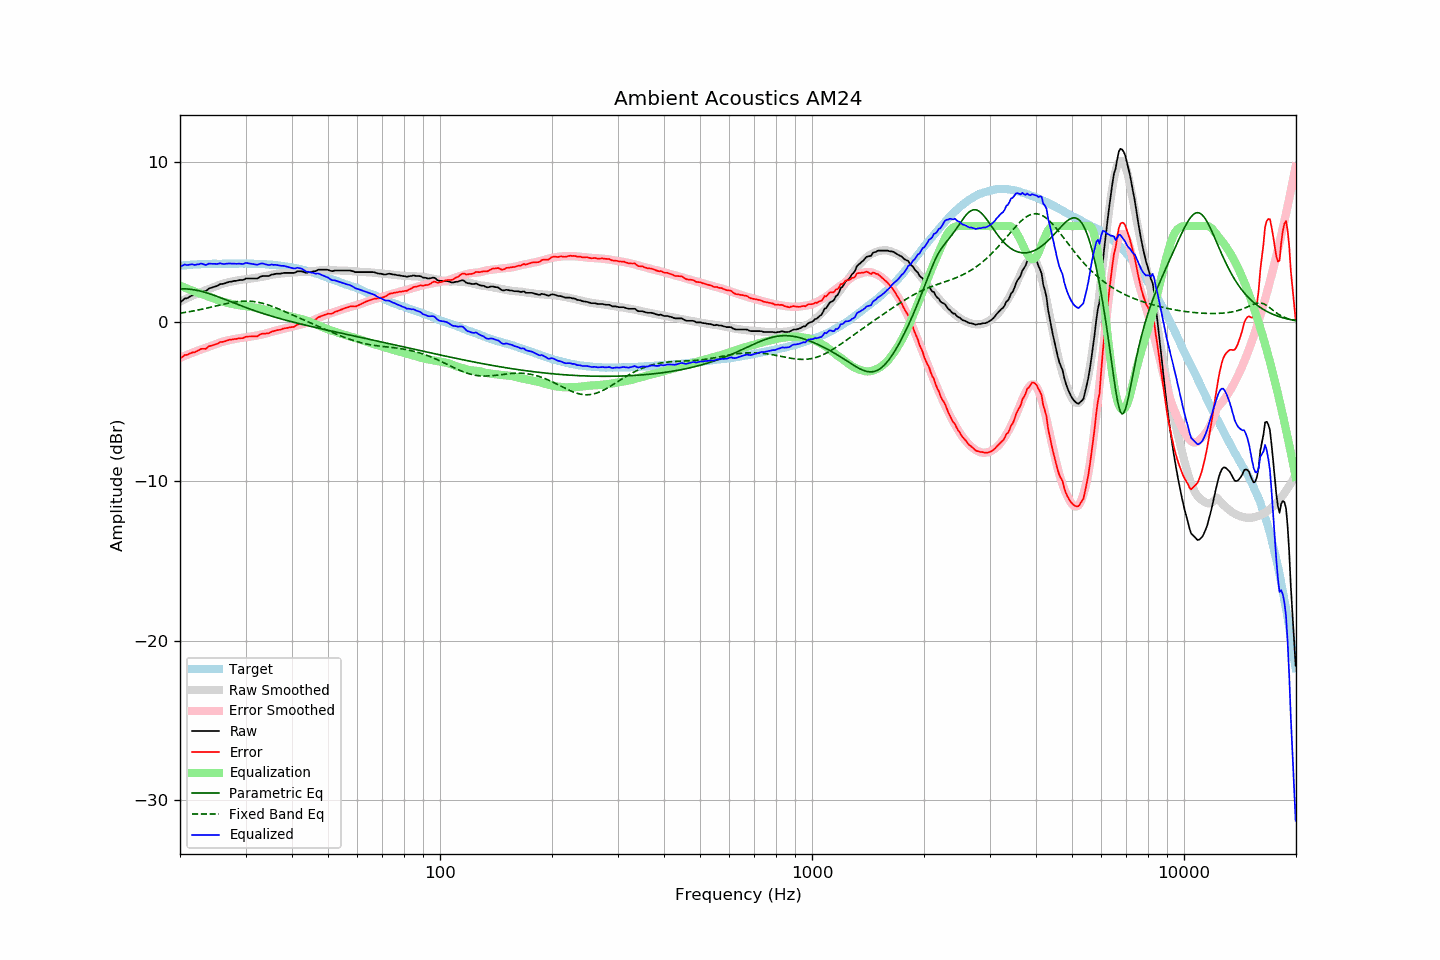 Ambient Acoustics AM24
10
0
−10
−20
−30
Amplitude (dBr)
Target
Raw Smoothed
Error Smoothed
Raw
Error
Equalization
Parametric Eq
Fixed Band Eq
Equalized
100
1000
10000
Frequency (Hz)